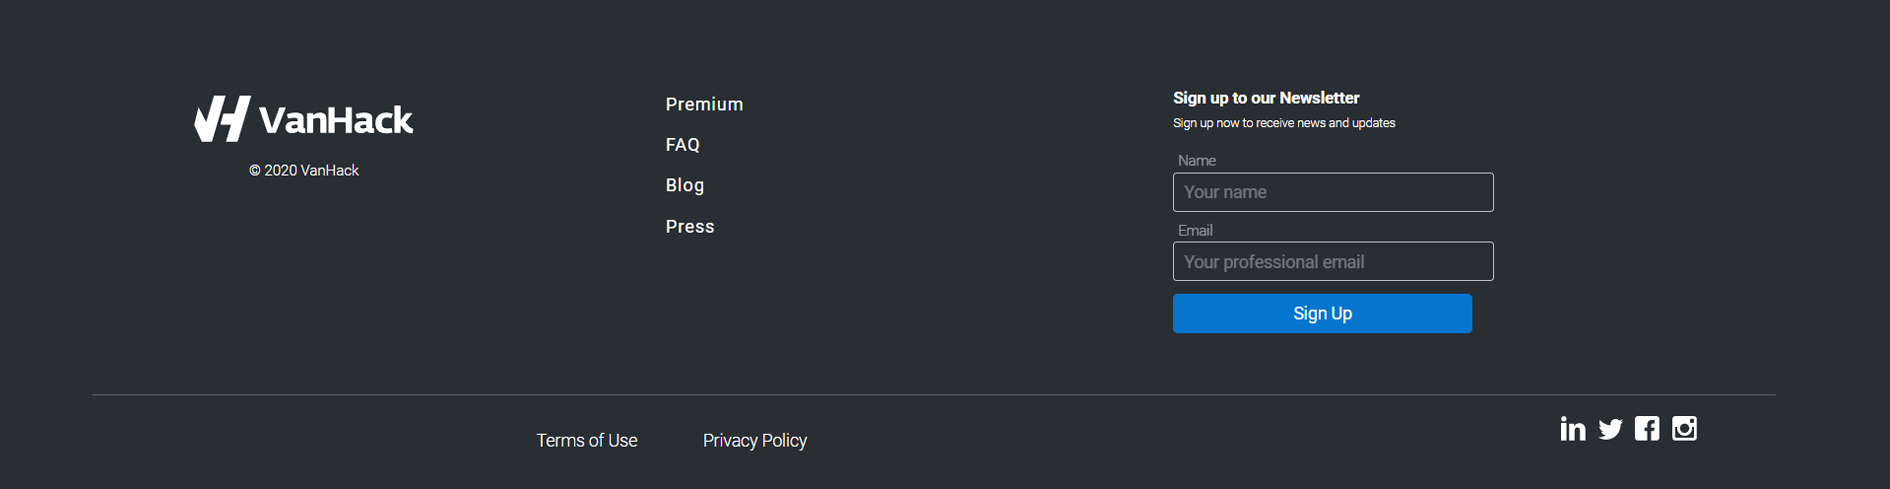 VanHack
© 2020 VanHack
Premium
FAQ
Blog
Press
Sign up to our Newsletter
Sign up now to receive news and updates
Name
Your name
Email
Your professional email
Sign Up
Terms of Use
Privacy Policy
in